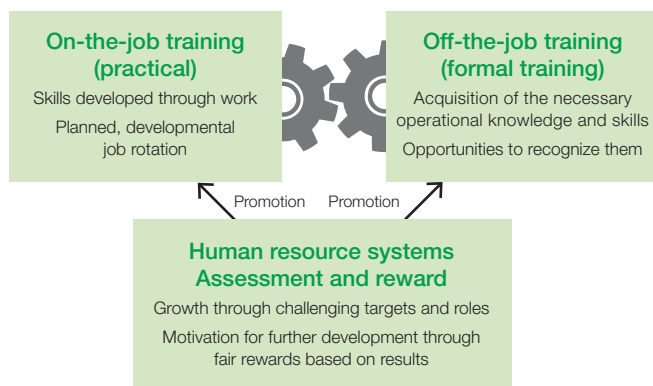 On-the-job training
(practical)
Skills developed through work
Planned, developmental
job rotation
Off-the-job training
(formal training)
Acquisition of the necessary
operational knowledge and skills
Opportunities to recognize them
Promotion
Promotion
Human resource systems
Assessment and reward
Growth through challenging targets and roles
Motivation for further development through
fair rewards based on results